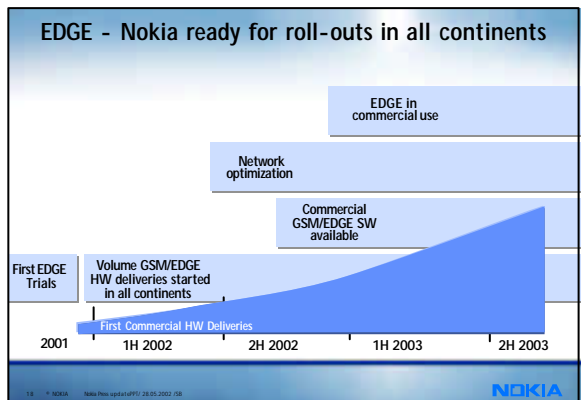 EDGE - Nokia ready for roll-outs in all continents
EDGE in
commercial use
Network
optimization
Commercial
GSM/EDGE SW
available
First EDGE
Trials
Volume GSM/EDGE
HW deliveries started
in all continents
First Commercial HW Deliveries
2001
1H 2002
2H 2002
1H 2003
2H 2003
NOKIA
NOKIA